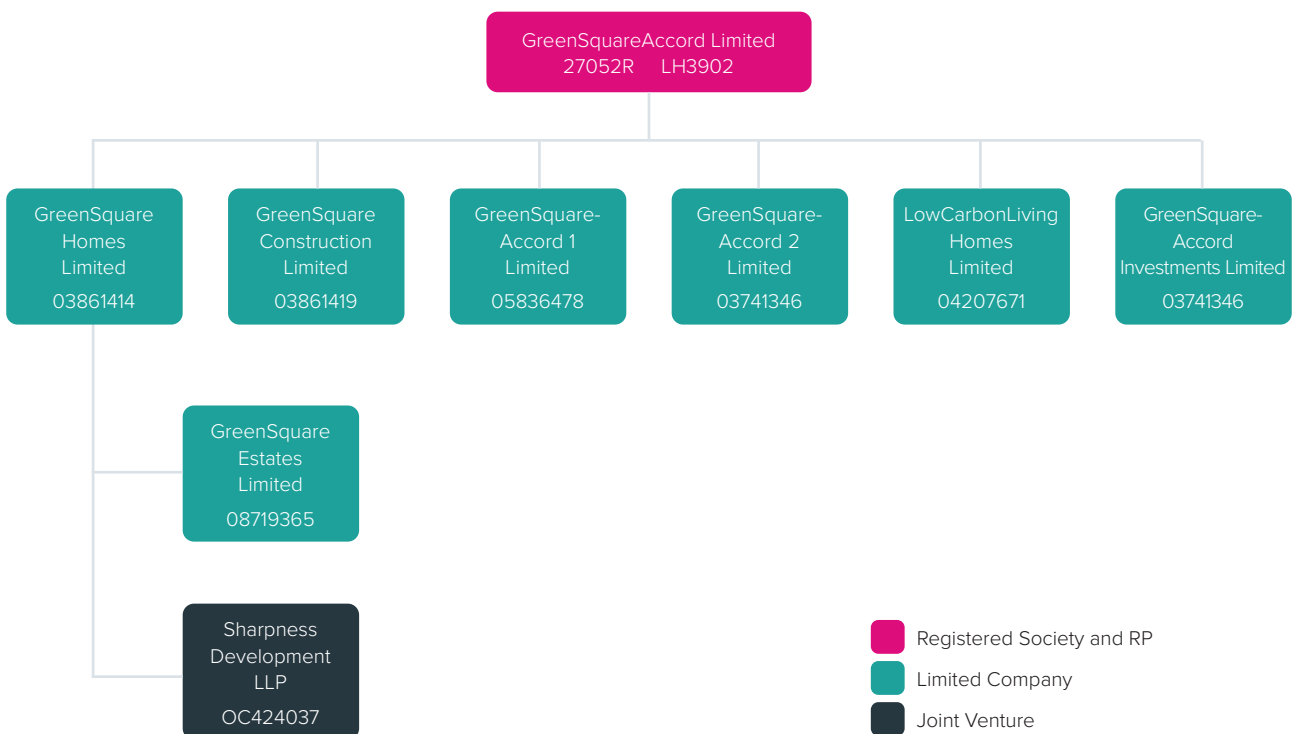 GreenSquareAccord Limited
27052R LH3902
GreenSquare
Homes
Limited
03861414
GreenSquare
Construction
Limited
03861419
GreenSquare-
Accord 1
Limited
05836478
GreenSquare-
Accord 2
Limited
03741346
LowCarbonLiving
Homes
Limited
04207671
GreenSquare-
Accord
Investments Limited
03741346
GreenSquare
Estates
Limited
08719365
Sharpness
Development
LLP
OC424037
Registered Society and RP
Limited Company
Joint Venture